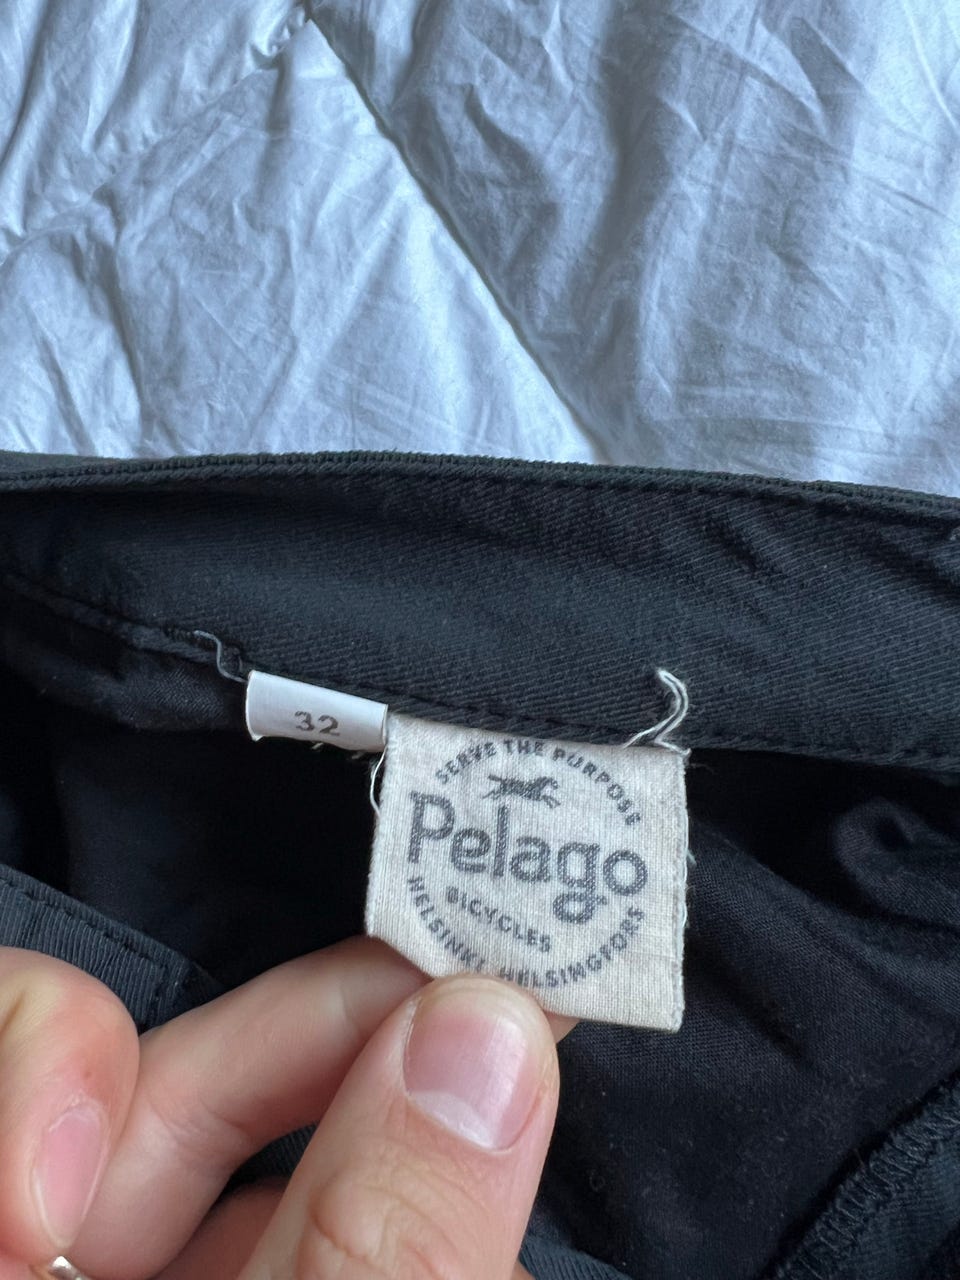 32
SERVE THE PURPOSE
Pelago
BICYCLES
HELSINKI HELSINGFORS